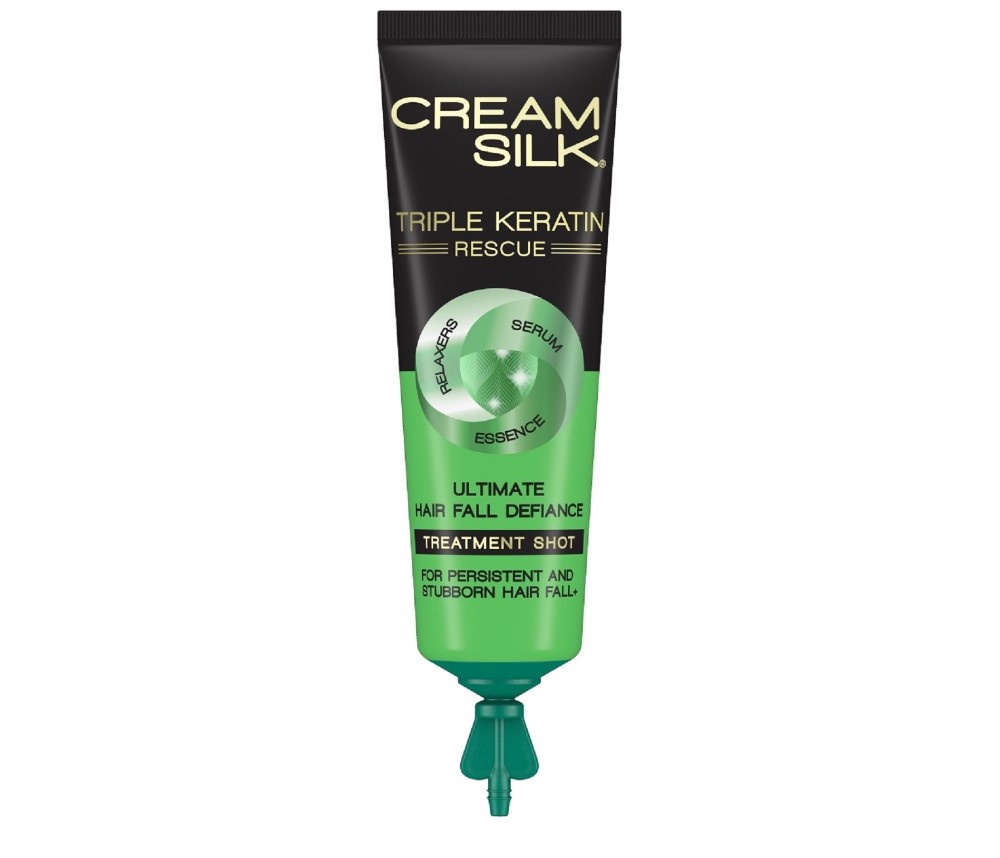 CREAM
SILK®
TRIPLE KERATIN
RESCUE
RELAXERS
SERUM
ESSENCE
ULTIMATE
HAIR FALL DEFIANCE
TREATMENT SHOT
FOR PERSISTENT AND
STUBBORN HAIR FALL+